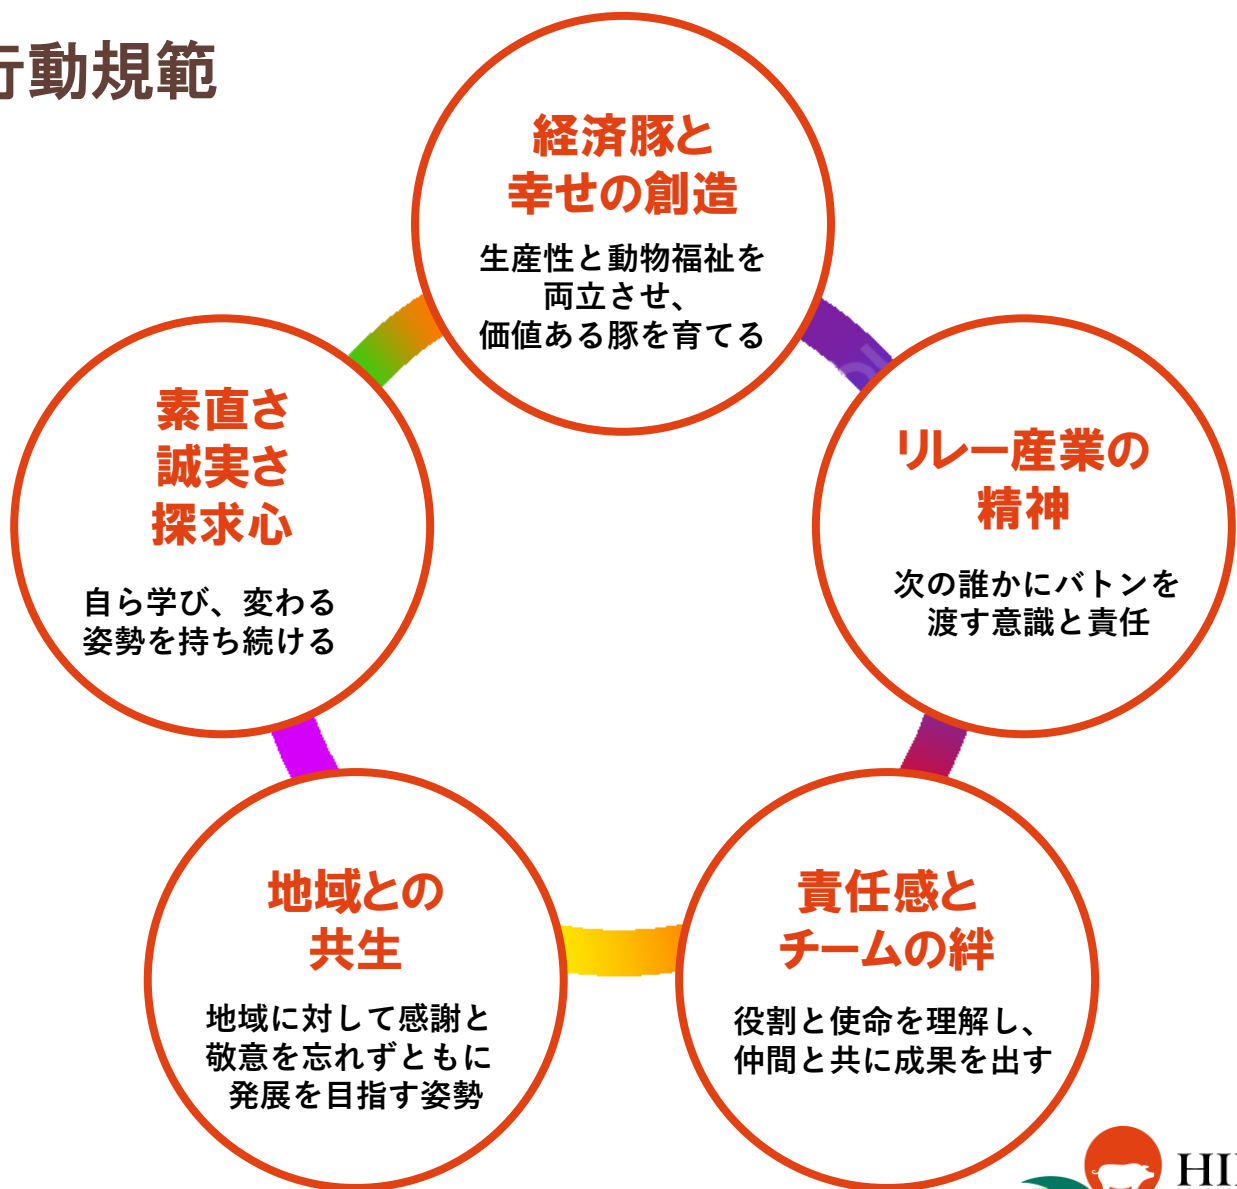 行動規範
経済豚と
幸せの創造
生産性と動物福祉を
両立させ、
価値ある豚を育てる
素直さ
誠実さ
探求心
自ら学び、変わる
姿勢を持ち続ける
リレー産業の
精神
次の誰かにバトンを
渡す意識と責任
地域との
共生
地域に対して感謝と
敬意を忘れずともに
発展を目指す姿勢
責任感と
チームの絆
役割と使命を理解し、
仲間と共に成果を出す